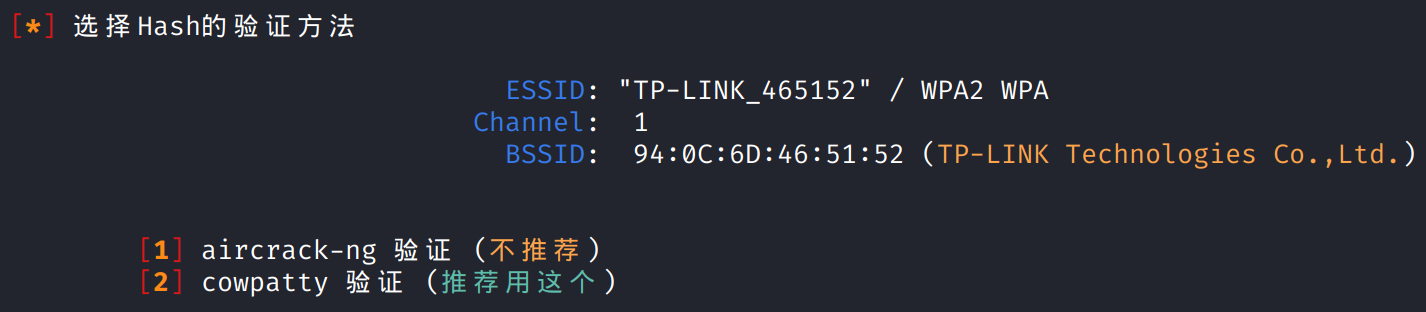 [*] 选择Hash的验证方法
ESSID: "TP-LINK_465152" / WPA2 WPA
Channel: 1
BSSID: 94:0C:6D:46:51:52 (TP-LINK Technologies Co.,Ltd.)
[1] aircrack-ng 验证 (不推荐)
[2] cowpatty 验证 (推荐用这个)